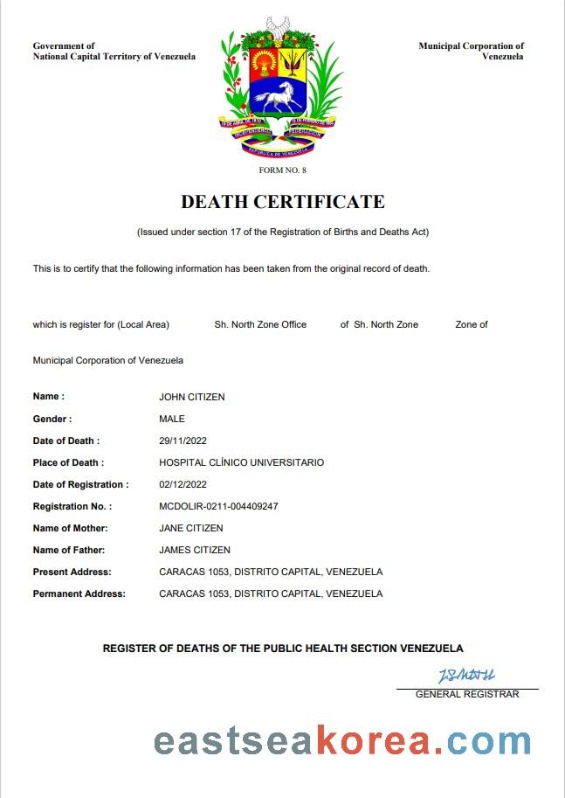 Government of
National Capital Territory of Venezuela
Municipal Corporation of
Venezuela
INDEPENDENCIA
FEDERACION
FORM NO. 8
DEATH CERTIFICATE
(Issued under section 17 of the Registration of Births and Deaths Act)
This is to certify that the following information has been taken from the original record of death.
which is register for (Local Area) Sh. North Zone Office of Sh. North Zone Zone of
Municipal Corporation of Venezuela
Name : JOHN CITIZEN
Gender : MALE
Date of Death : 29/11/2022
Place of Death : HOSPITAL CLÍNICO UNIVERSITARIO
Date of Registration : 02/12/2022
Registration No. : MCDOLIR-0211-004409247
Name of Mother: JANE CITIZEN
Name of Father: JAMES CITIZEN
Present Address: CARACAS 1053, DISTRITO CAPITAL, VENEZUELA
Permanent Address: CARACAS 1053, DISTRITO CAPITAL, VENEZUELA
REGISTER OF DEATHS OF THE PUBLIC HEALTH SECTION VENEZUELA
GENERAL REGISTRAR
eastseakorea.com